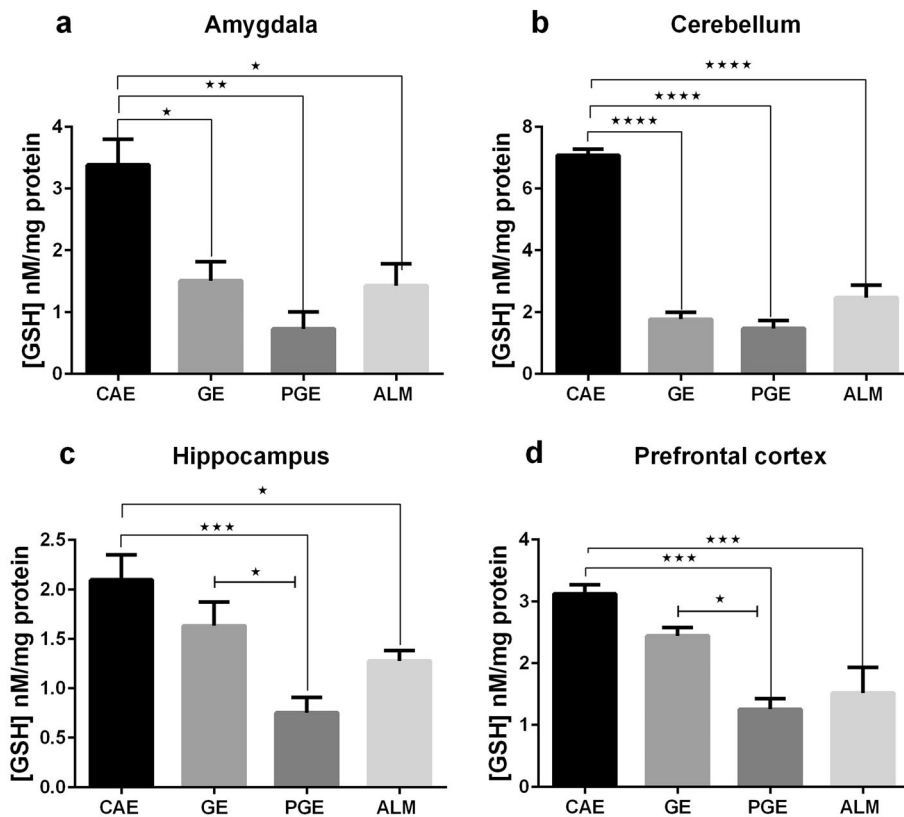 a Amygdala
★
★★
★
4
3
2
1
0
[GSH] nM/mg protein
CAE GE PGE ALM
b Cerebellum
★★★★
★★★★
★★★★
8
6
4
2
0
[GSH] nM/mg protein
CAE GE PGE ALM
c Hippocampus
★
★★★
★
2.5
2.0
1.5
1.0
0.5
0.0
[GSH] nM/mg protein
CAE GE PGE ALM
d Prefrontal cortex
★★★
★★★
★
4
3
2
1
0
[GSH] nM/mg protein
CAE GE PGE ALM